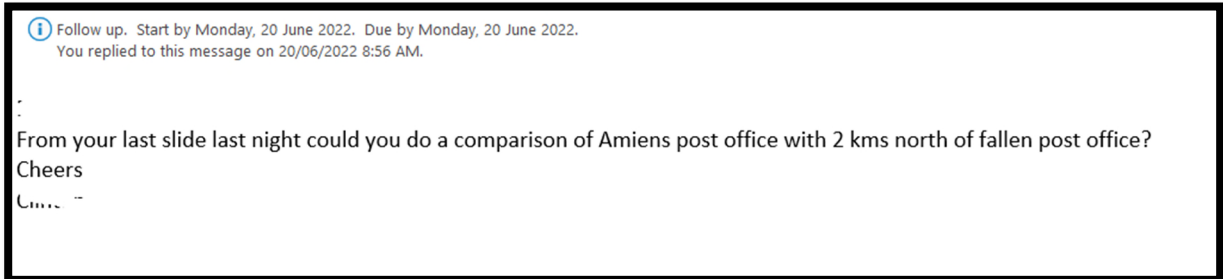 Follow up. Start by Monday, 20 June 2022. Due by Monday, 20 June 2022.
You replied to this message on 20/06/2022 8:56 AM.
From your last slide last night could you do a comparison of Amiens post office with 2 kms north of fallen post office?
Cheers